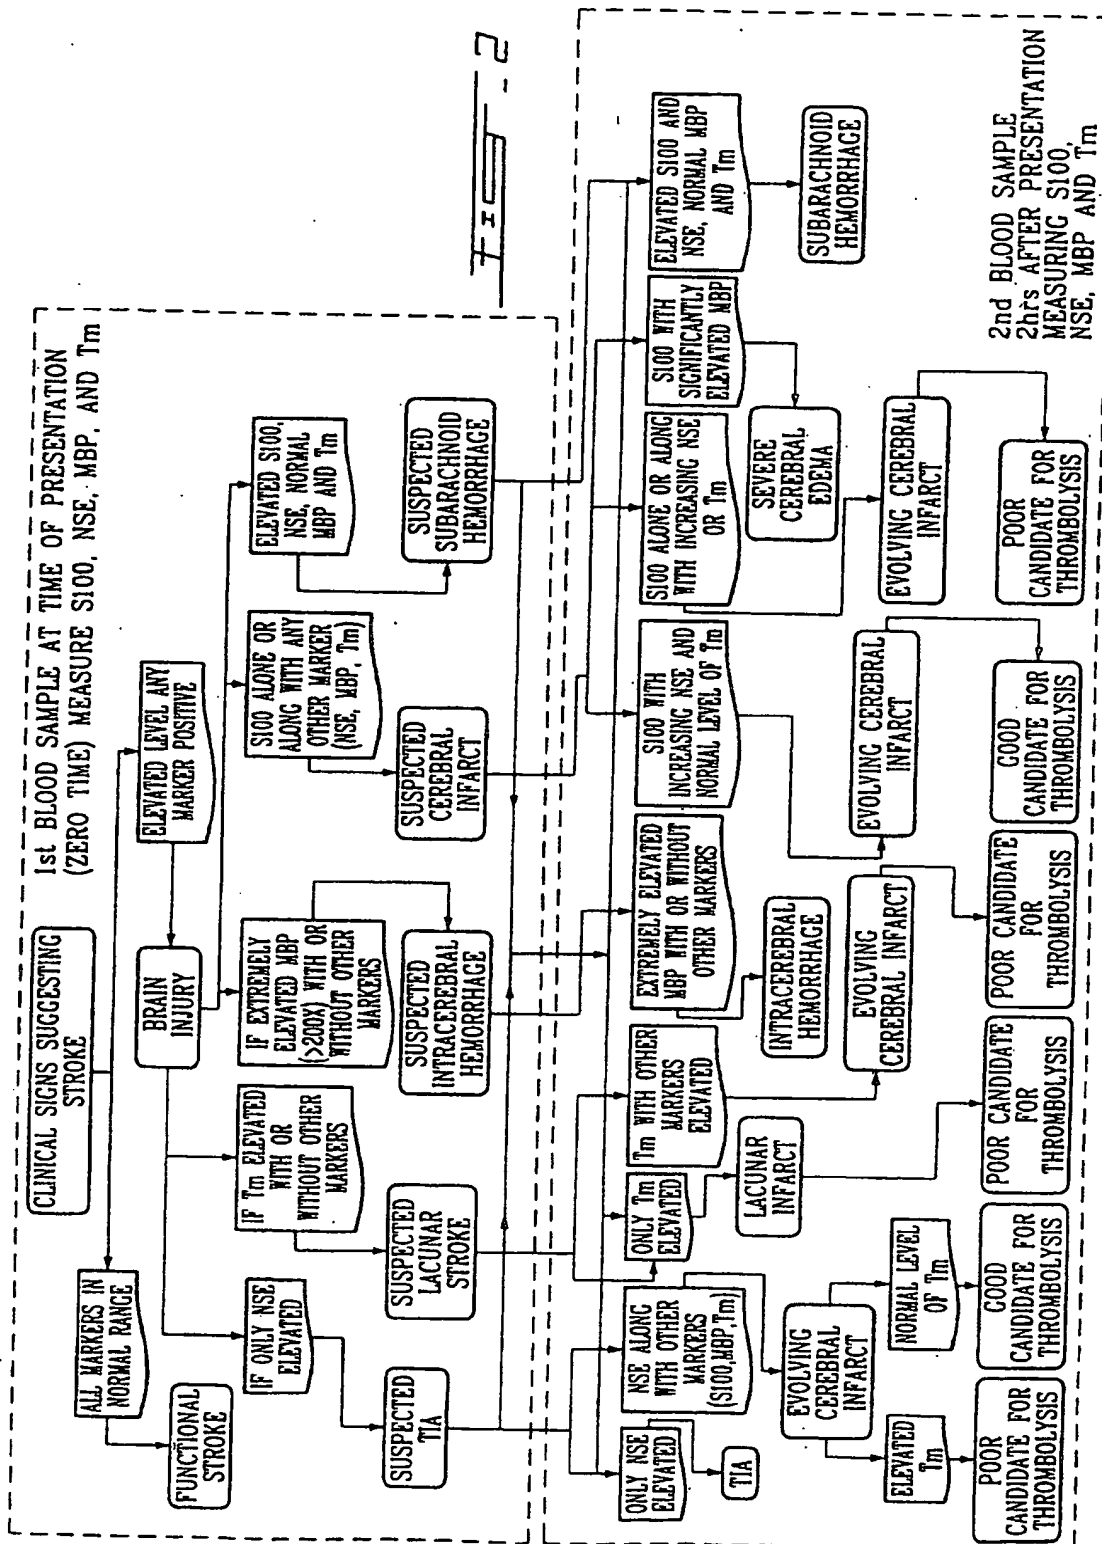 CLINICAL SIGNS SUGGESTING
STROKE
1st BLOOD SAMPLE AT TIME OF PRESENTATION
(ZERO TIME) MEASURE S100, NSE, MBP, AND Tm
ALL MARKERS IN
NORMAL RANGE
ELEVATED LEVEL ANY
MARKER POSITIVE
FUNCTIONAL
STROKE
BRAIN
INJURY
IF ONLY NSE
ELEVATED
IF Tm ELEVATED
WITH OR
WITHOUT OTHER
MARKERS
IF EXTREMELY
ELEVATED MBP
(>200X) WITH OR
WITHOUT OTHER
MARKERS
S100 ALONE OR
ALONG WITH ANY
OTHER MARKER
(NSE, MBP, Tm)
ELEVATED S100,
NSE, NORMAL
MBP AND Tm
SUSPECTED
TIA
SUSPECTED
LACUNAR
STROKE
SUSPECTED
INTRACEREBRAL
HEMORRHAGE
SUSPECTED
CEREBRAL
INFARCT
SUSPECTED
SUBARACHNOID
HEMORRHAGE
FIG - 2
ONLY NSE
ELEVATED
NSE ALONG
WITH OTHER
MARKERS
(S100,MBP,Tm)
ONLY Tm
ELEVATED
Tm WITH OTHER
MARKERS
ELEVATED
EXTREMELY ELEVATED
MBP WITH OR WITHOUT
OTHER MARKERS
S100 WITH
INCREASING NSE AND
NORMAL LEVEL OF Tm
S100 ALONE OR ALONG
WITH INCREASING NSE
OR Tm
S100 WITH
SIGNIFICANTLY
ELEVATED MBP
ELEVATED S100 AND
NSE, NORMAL MBP
AND Tm
TIA
LACUNAR
INFARCT
INTRACEREBRAL
HEMORRHAGE
SEVERE
CEREBRAL
EDEMA
SUBARACHNOID
HEMORRHAGE
EVOLVING
CEREBRAL
INFARCT
EVOLVING
CEREBRAL INFARCT
EVOLVING CEREBRAL
INFARCT
EVOLVING CEREBRAL
INFARCT
ELEVATED
Tm
NORMAL LEVEL
OF Tm
POOR
CANDIDATE FOR
THROMBOLYSIS
GOOD
CANDIDATE FOR
THROMBOLYSIS
POOR CANDIDATE
FOR
THROMBOLYSIS
POOR CANDIDATE
FOR
THROMBOLYSIS
GOOD
CANDIDATE FOR
THROMBOLYSIS
POOR
CANDIDATE FOR
THROMBOLYSIS
2nd BLOOD SAMPLE
2hrs AFTER PRESENTATION
MEASURING S100,
NSE, MBP AND Tm